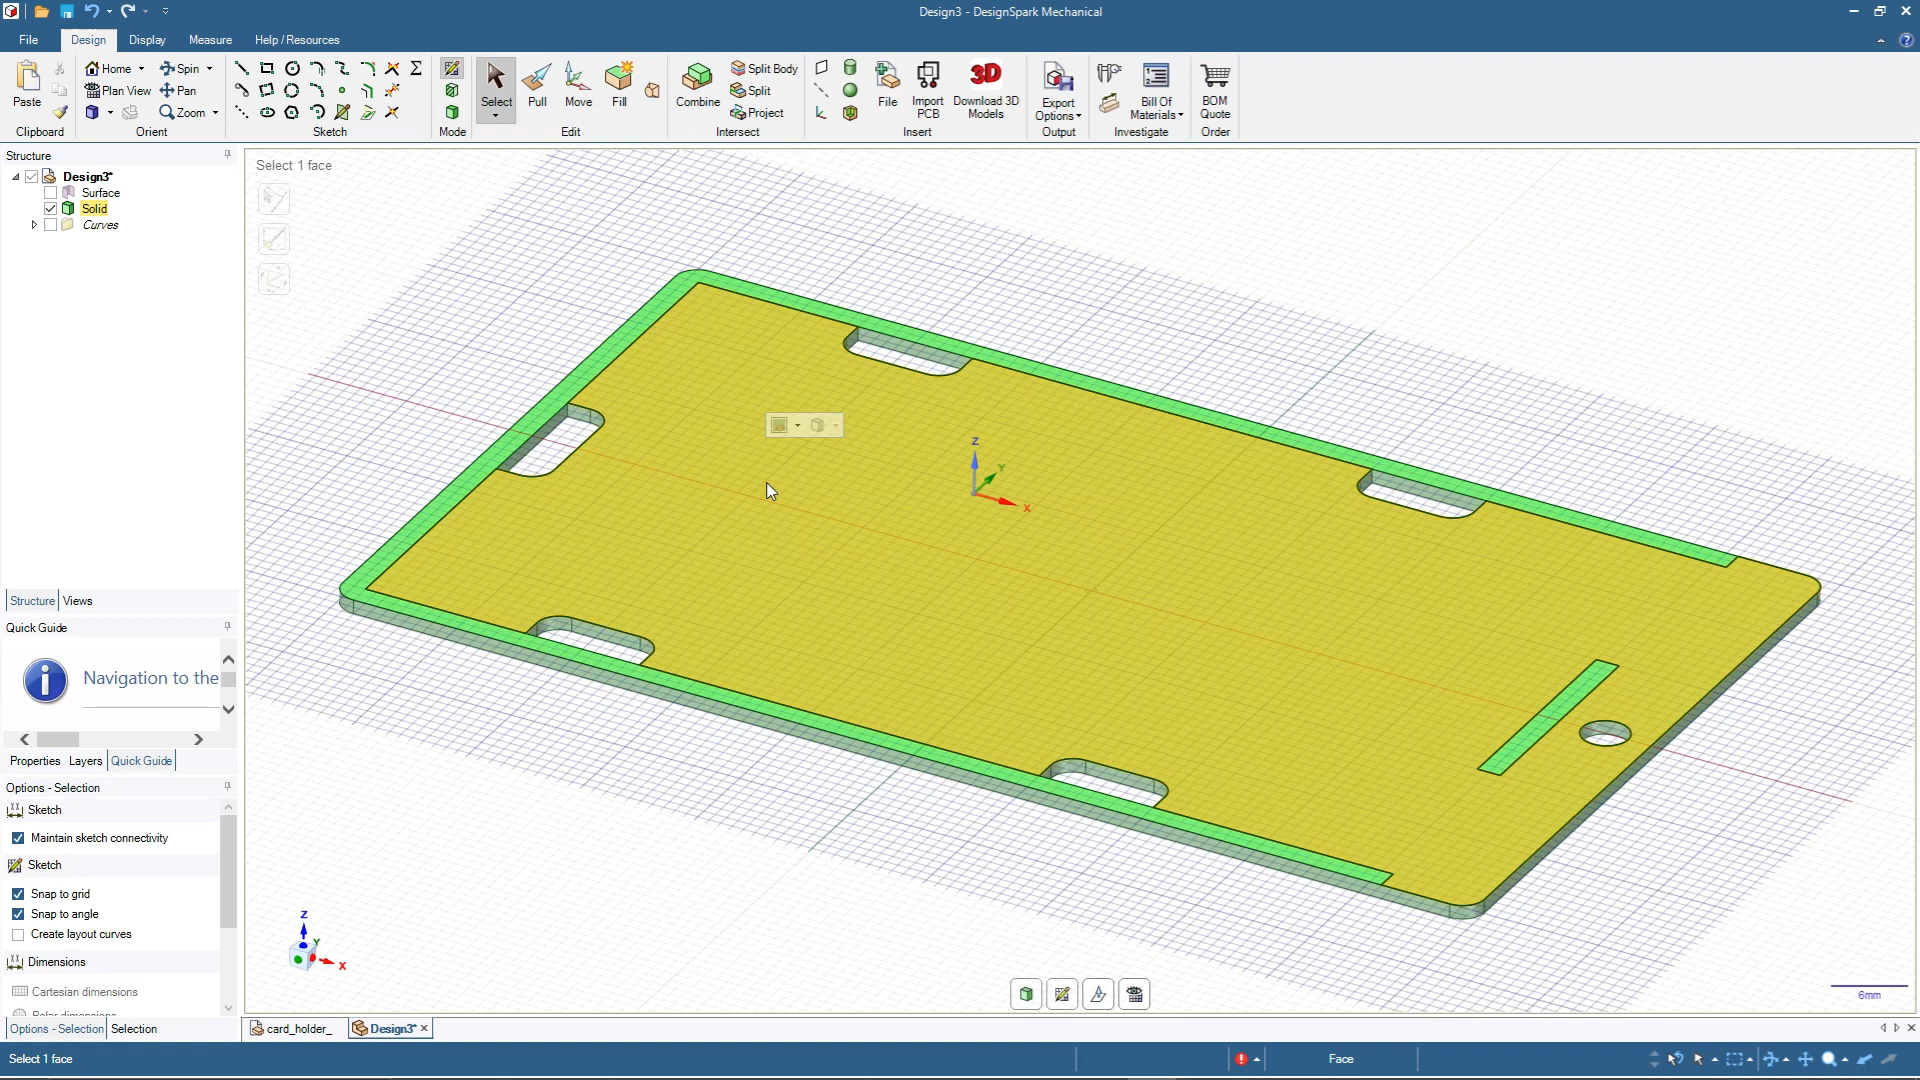 Design3 - DesignSpark Mechanical
File Design Display Measure Help / Resources
Paste
Clipboard
Home
Plan View
Spin
Pan
Zoom
Orient
Sketch
Mode
Select
Pull
Move
Fill
Edit
Combine
Split Body
Split
Project
Intersect
File
Import PCB
Download 3D Models
Insert
Export Options
Output
Bill Of Materials
Investigate
BOM Quote
Order
Structure
Design3*
Surface
Solid
Curves
Structure Views
Quick Guide
Navigation to the
Properties Layers Quick Guide
Options - Selection
Sketch
Maintain sketch connectivity
Sketch
Snap to grid
Snap to angle
Create layout curves
Dimensions
Cartesian dimensions
Polar dimensions
Options - Selection Selection
Select 1 face
Z
Y
X
Z
Y
X
6mm
card_holder_ Design3*
Select 1 face
Face